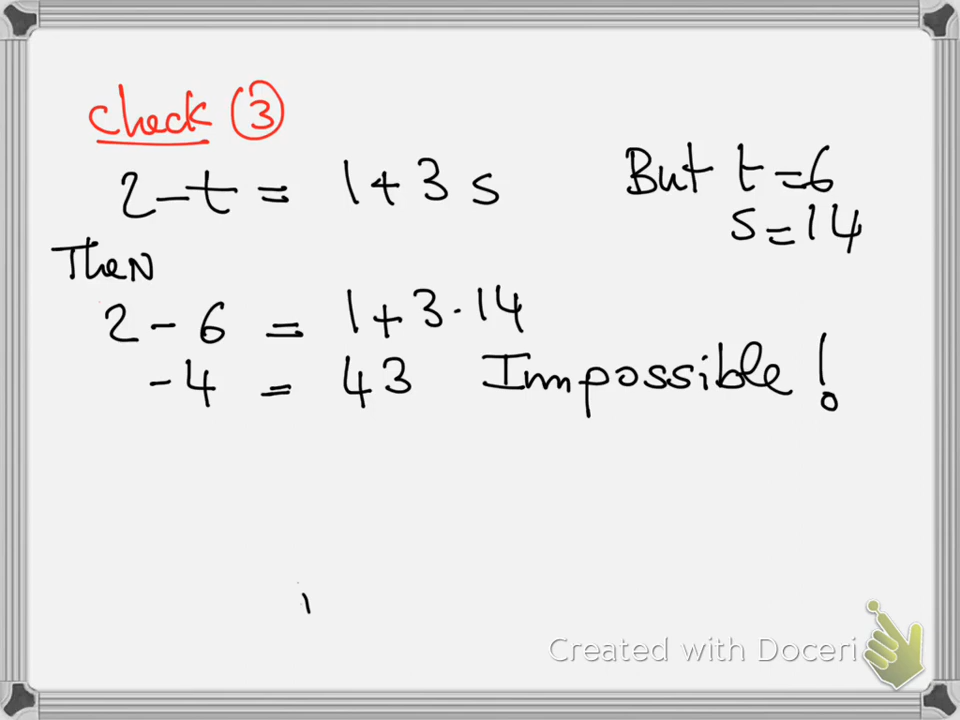 Check ③
2 - t = 1 + 3 s
But t = 6
s = 14
Then
2 - 6 = 1 + 3 · 14
- 4 = 43 Impossible !
Created with Doceri